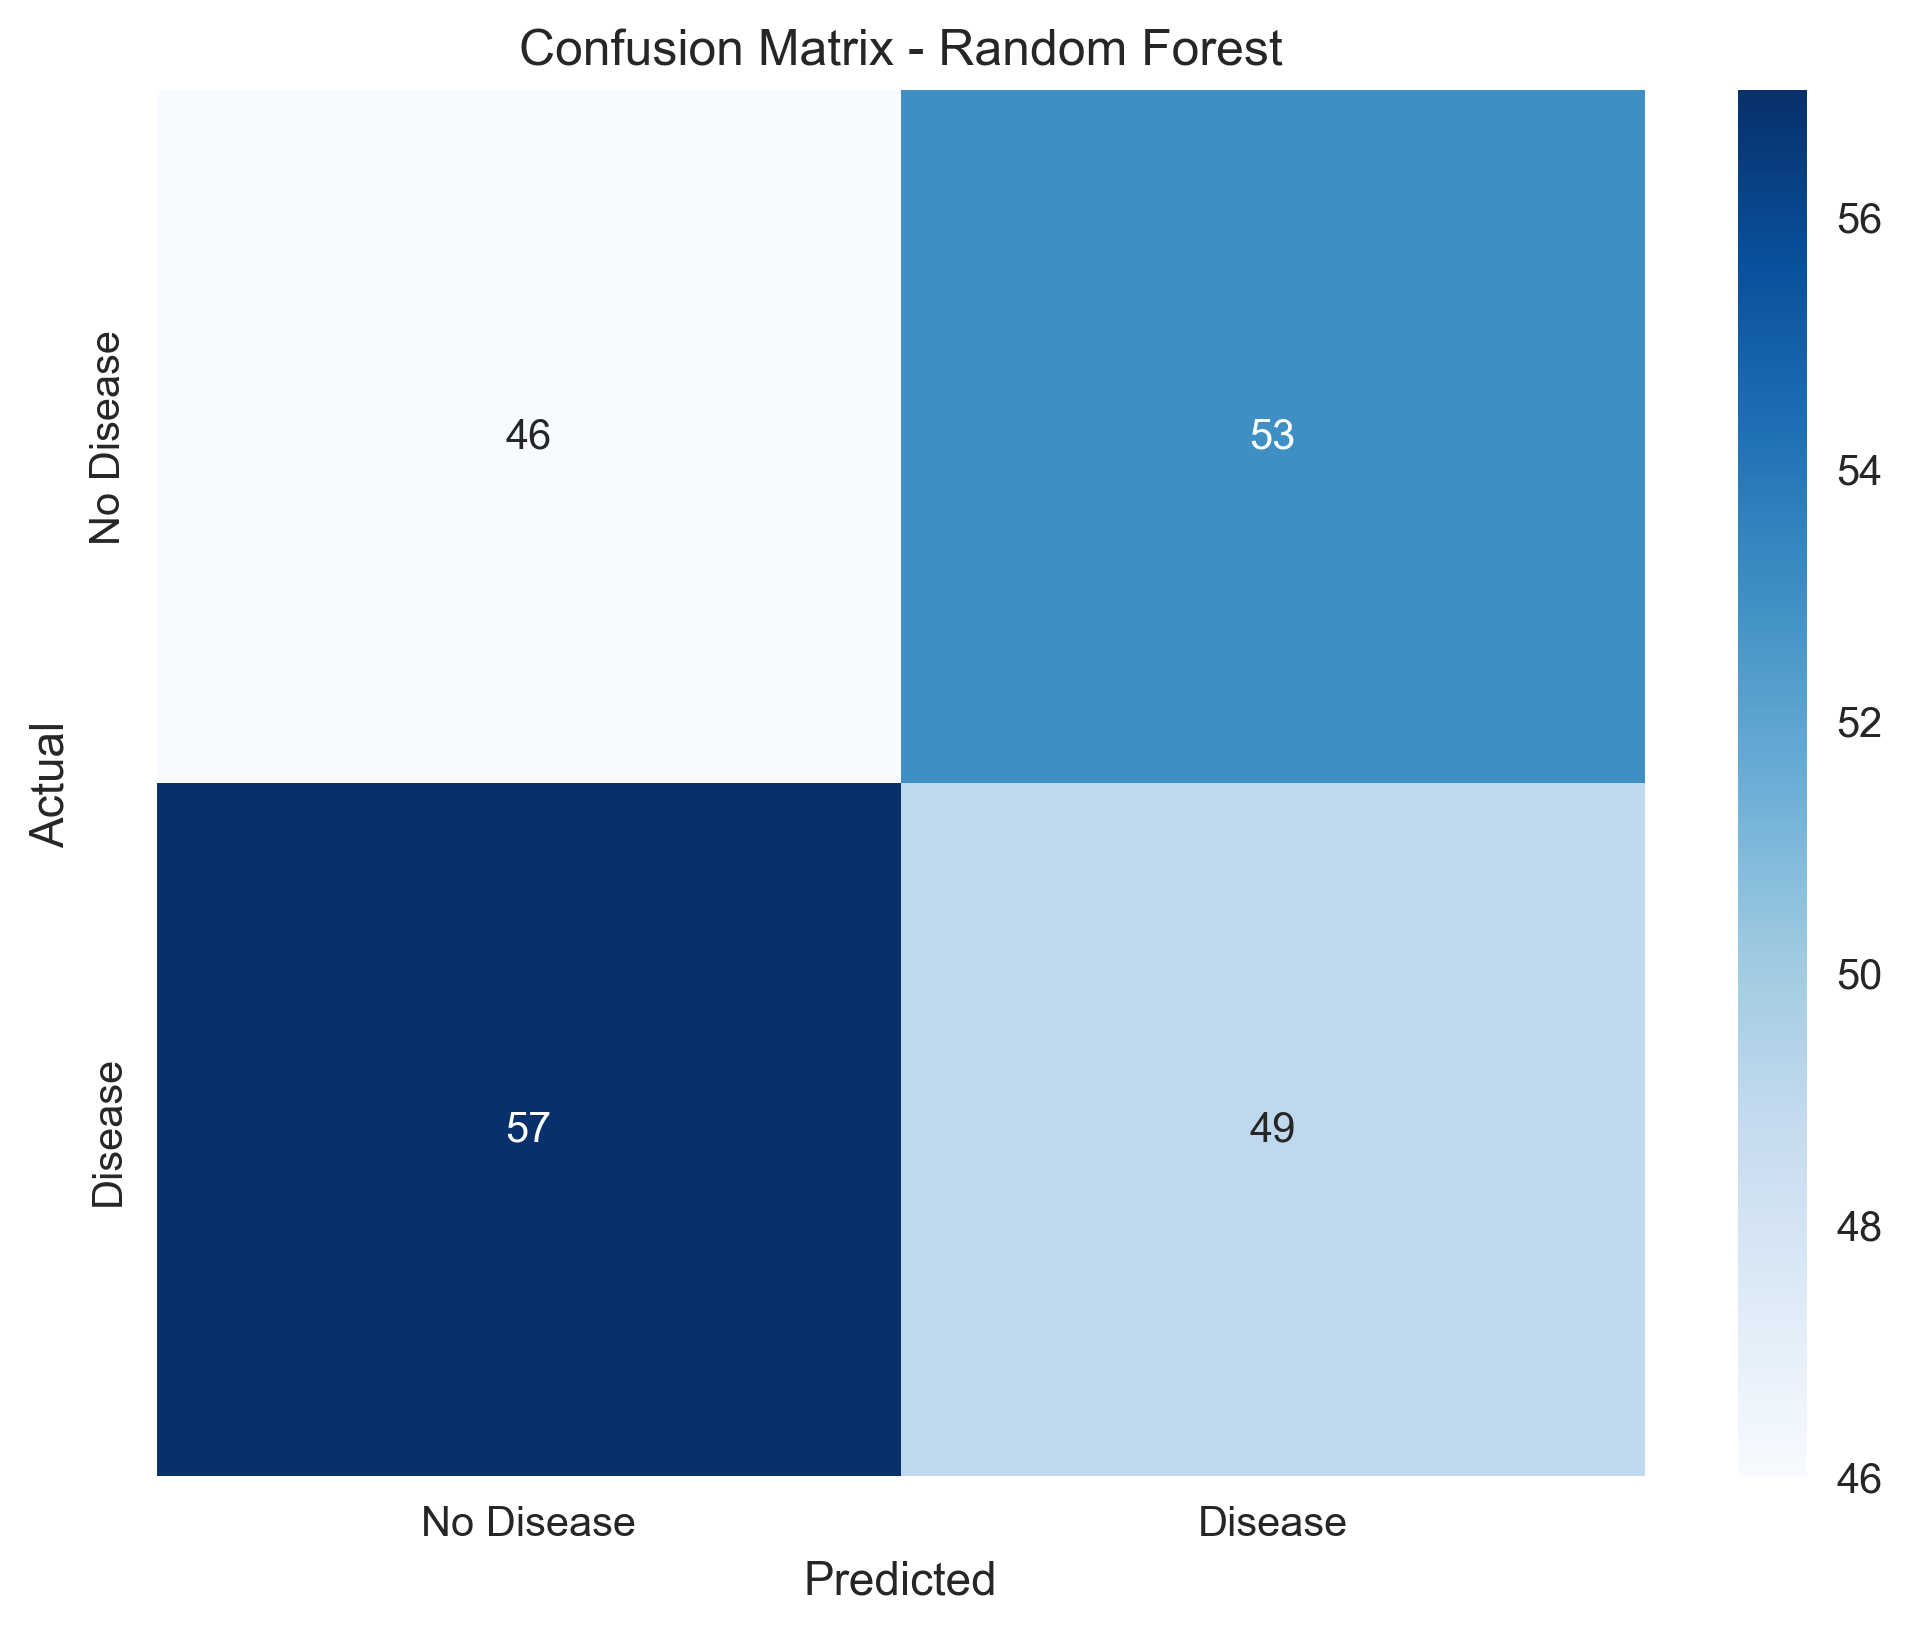 Confusion Matrix - Random Forest
Actual
No Disease
46
53
Disease
57
49
No Disease
Disease
Predicted
56
54
52
50
48
46